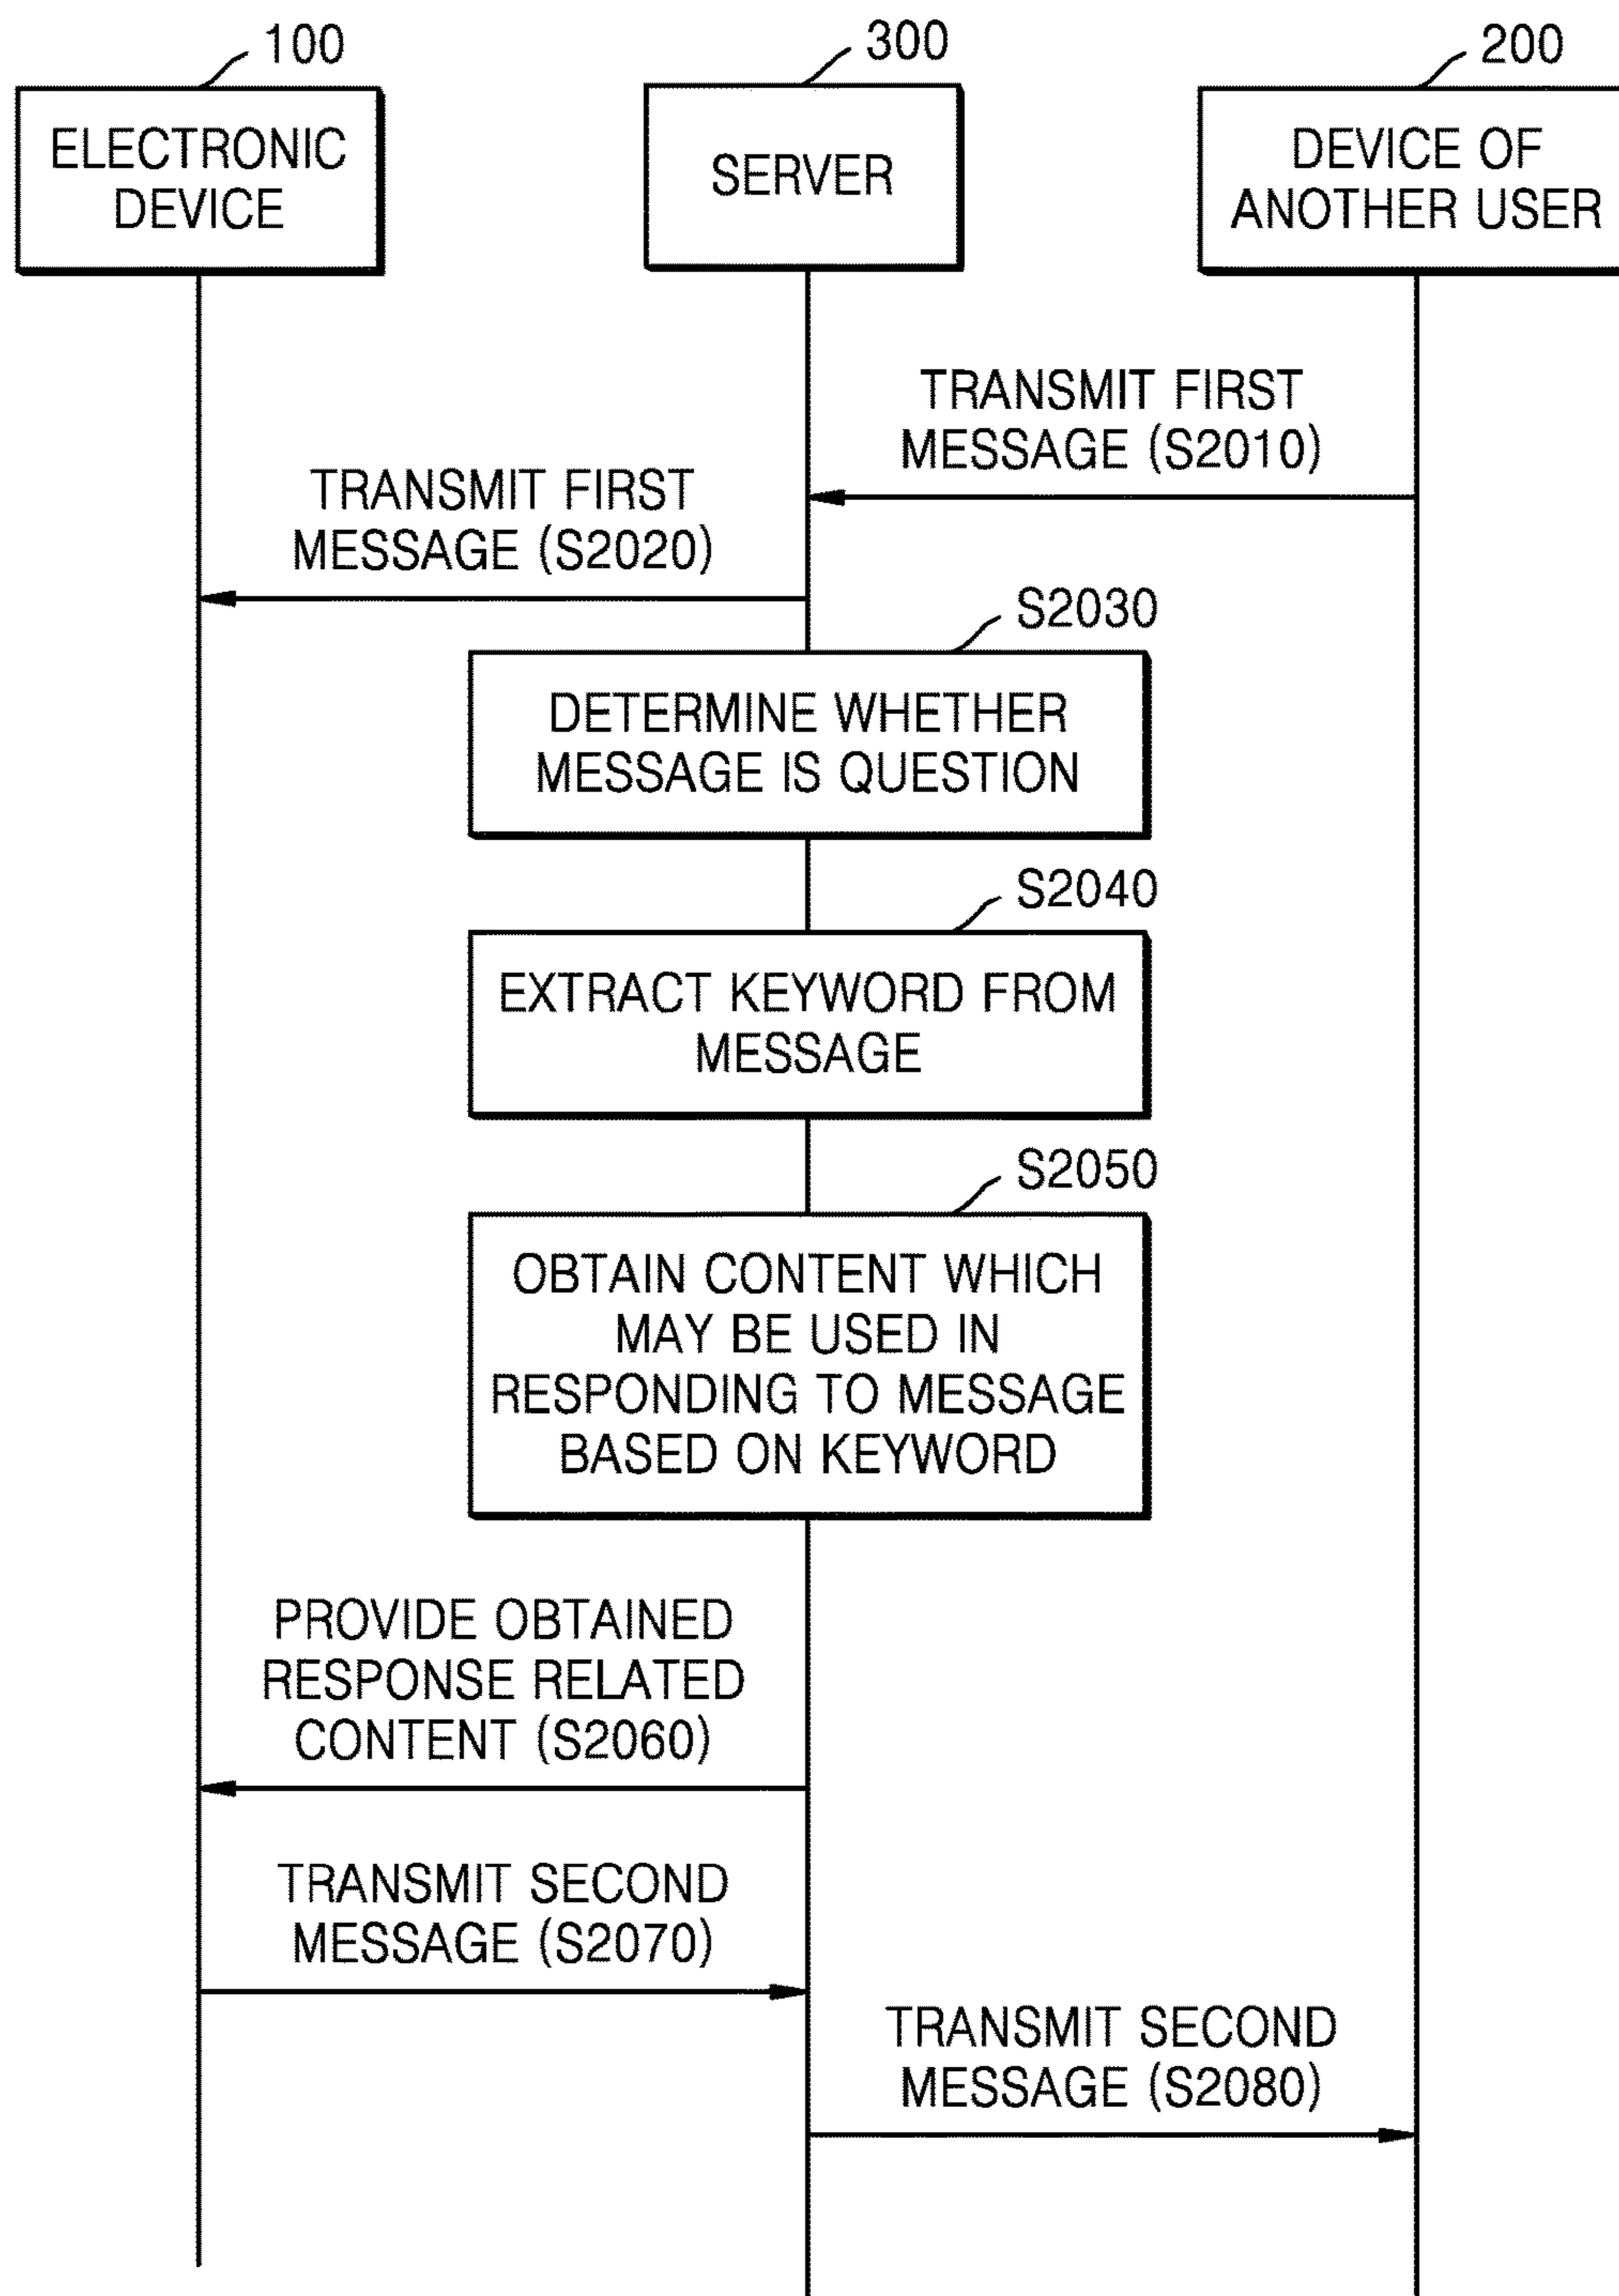 100
300
200
ELECTRONIC
DEVICE
SERVER
DEVICE OF
ANOTHER USER
TRANSMIT FIRST
MESSAGE (S2010)
TRANSMIT FIRST
MESSAGE (S2020)
S2030
DETERMINE WHETHER
MESSAGE IS QUESTION
S2040
EXTRACT KEYWORD FROM
MESSAGE
S2050
OBTAIN CONTENT WHICH
MAY BE USED IN
RESPONDING TO MESSAGE
BASED ON KEYWORD
PROVIDE OBTAINED
RESPONSE RELATED
CONTENT (S2060)
TRANSMIT SECOND
MESSAGE (S2070)
TRANSMIT SECOND
MESSAGE (S2080)